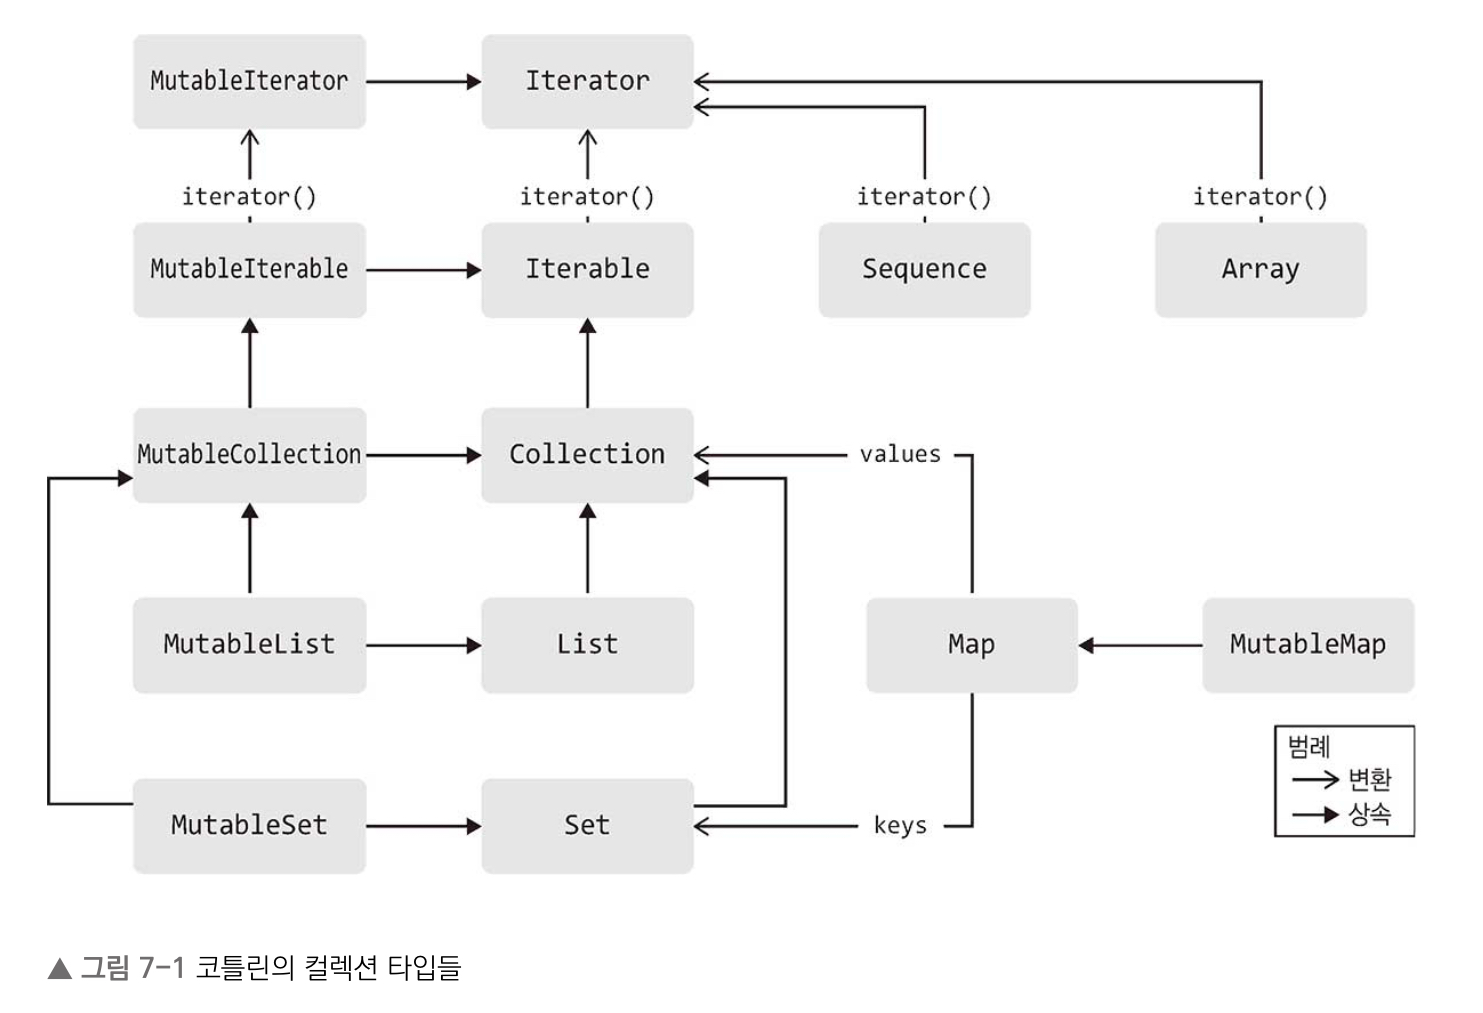 MutableIterator
Iterator
iterator()
iterator()
iterator()
iterator()
MutableIterable
Iterable
Sequence
Array
MutableCollection
Collection
values
MutableList
List
Map
MutableMap
범례
변환
상속
MutableSet
Set
keys
▲ 그림 7-1 코틀린의 컬렉션 타입들